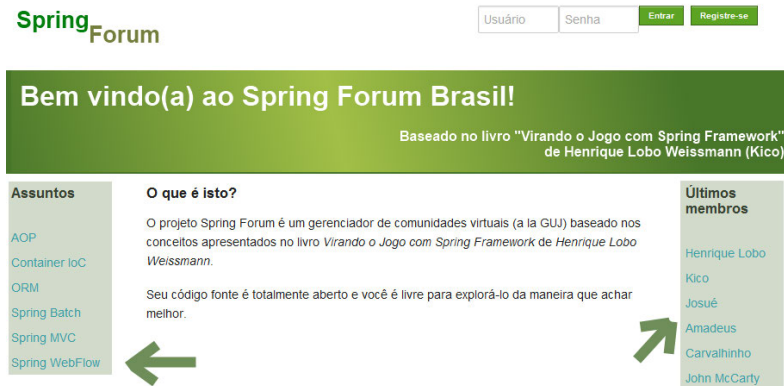 Spring
Forum
Usuário
Senha
Entrar
Registre-se
Bem vindo(a) ao Spring Forum Brasil!
Baseado no livro "Virando o Jogo com Spring Framework"
de Henrique Lobo Weissmann (Kico)
Assuntos
AOP
Container IoC
ORM
Spring Batch
Spring MVC
Spring WebFlow
O que é isto?
O projeto Spring Forum é um gerenciador de comunidades virtuais (a la GUJ) baseado nos
conceitos apresentados no livro Virando o Jogo com Spring Framework de Henrique Lobo
Weissmann.
Seu código fonte é totalmente aberto e você é livre para explorá-lo da maneira que achar
melhor.
Últimos
membros
Henrique Lobo
Kico
Josué
Amadeus
Carvalhinho
John McCarty